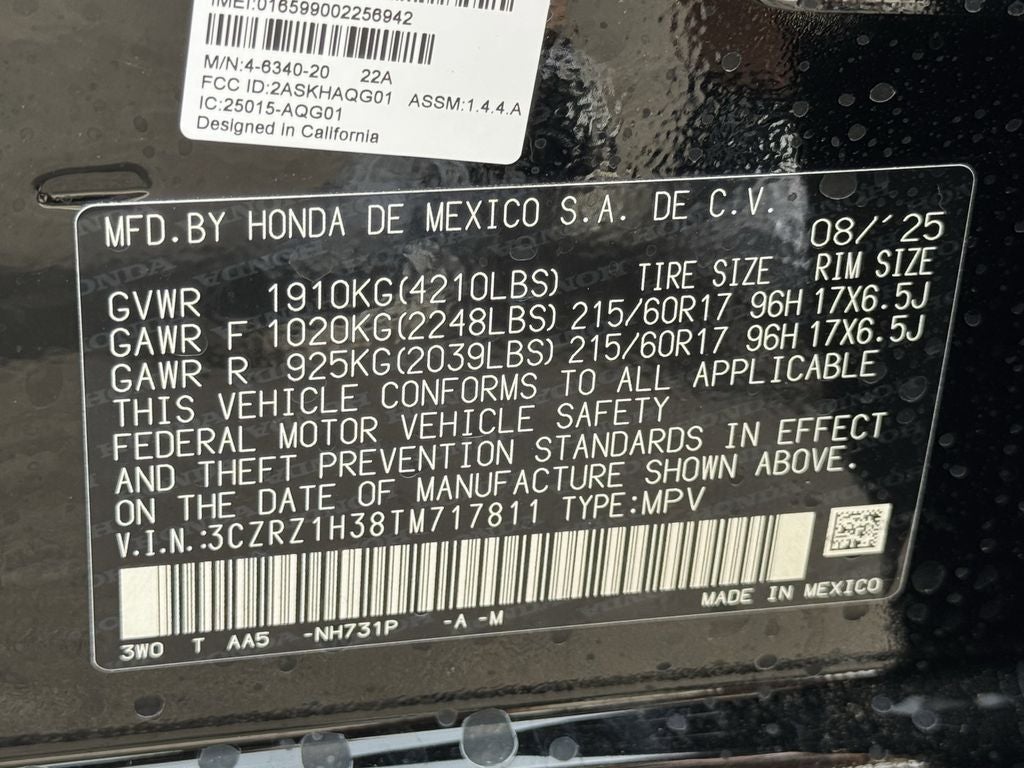 IMEI:016599002256942
M/N:4-6340-20 22A
FCC ID:2ASKHAQG01 ASSM:1.4.4.A
IC:25015-AQG01
Designed in California
MFD.BY HONDA DE MEXICO S.A. DE C.V.
08/'25
GVWR 1910KG(4210LBS) TIRE SIZE RIM SIZE
GAWR F 1020KG(2248LBS) 215/60R17 96H 17X6.5J
GAWR R 925KG(2039LBS) 215/60R17 96H 17X6.5J
THIS VEHICLE CONFORMS TO ALL APPLICABLE
FEDERAL MOTOR VEHICLE SAFETY
AND THEFT PREVENTION STANDARDS IN EFFECT
ON THE DATE OF MANUFACTURE SHOWN ABOVE.
V.I.N.:3CZRZ1H38TM717811 TYPE:MPV
MADE IN MEXICO
3W0 T AA5 -NH731P -A -M